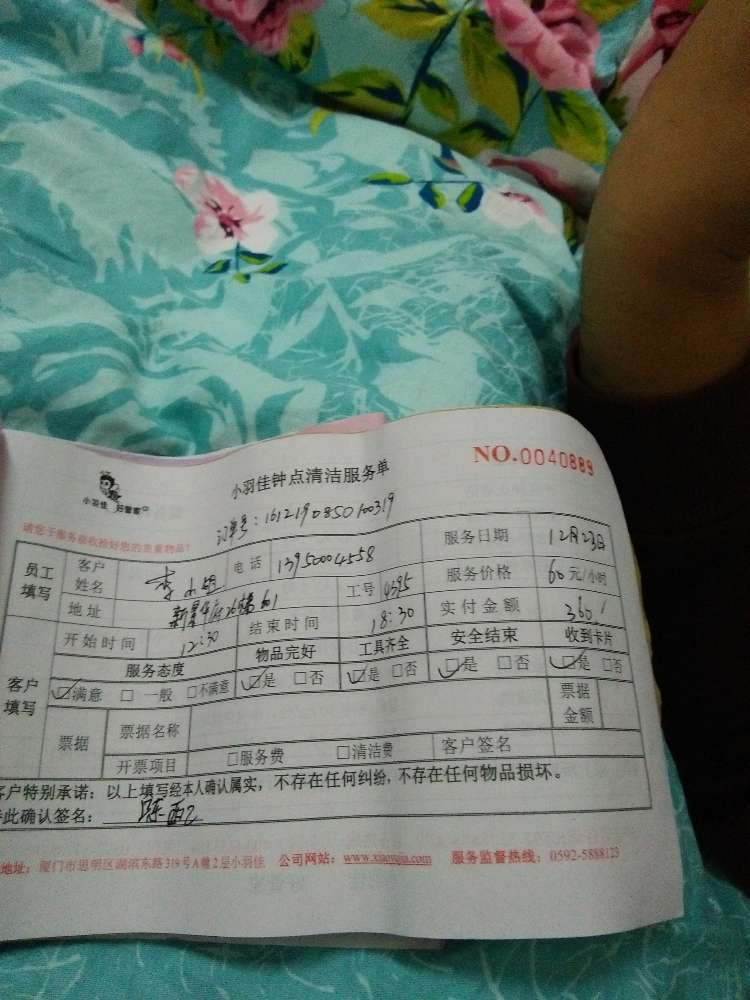 小羽佳 好管家
小羽佳钟点清洁服务单
NO.0040889
订单号：161219085010319
请您于服务前收拾好您的贵重物品！
员工填写 客户姓名 李小姐 电话 13950004558 服务日期 12月23日
地址 工号 4395 服务价格 60元/小时
开始时间 12:30 结束时间 18:30 实付金额 360
服务态度 物品完好 工具齐全 安全结束 收到卡片
客户填写 ☑满意 □一般 □不满意 ☑是 □否 ☑是 □否 ☑是 □否 ☑是 □否
票据 票据名称 票据金额
开票项目 □服务费 □清洁费 客户签名
客户特别承诺：以上填写经本人确认属实，不存在任何纠纷，不存在任何物品损坏。
此确认签名：
地址：厦门市思明区湖滨东路319号A幢2层小羽佳 公司网站：www.xiaoyujia.com 服务监督热线：0592-5888123